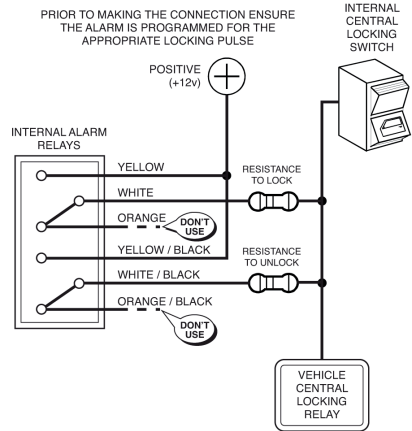 PRIOR TO MAKING THE CONNECTION ENSURE
THE ALARM IS PROGRAMMED FOR THE
APPROPRIATE LOCKING PULSE
INTERNAL
CENTRAL
LOCKING
SWITCH
POSITIVE
(+12v)
INTERNAL ALARM
RELAYS
YELLOW
WHITE
RESISTANCE
TO LOCK
ORANGE
DON'T
USE
YELLOW / BLACK
WHITE / BLACK
RESISTANCE
TO UNLOCK
ORANGE / BLACK
DON'T
USE
VEHICLE
CENTRAL
LOCKING
RELAY